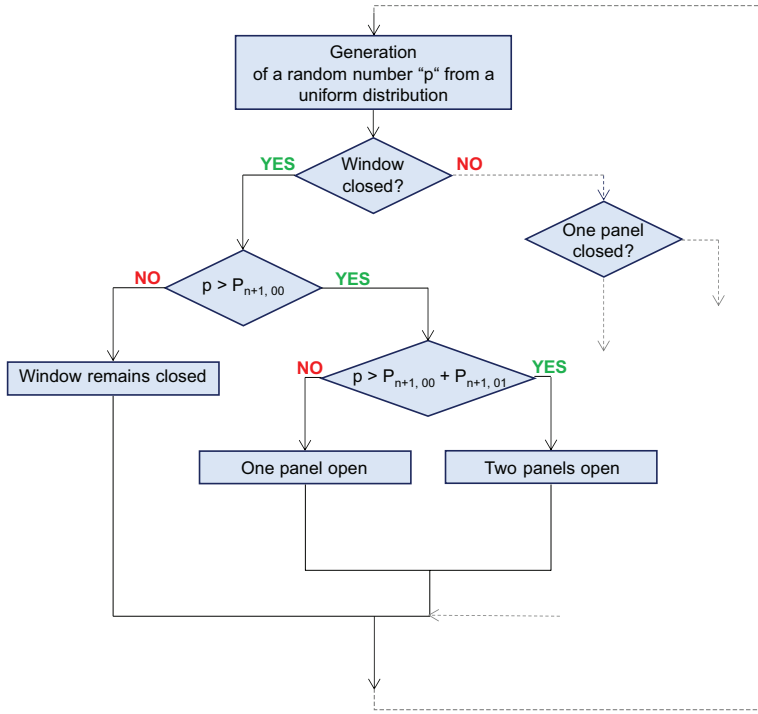 Generation
of a random number “p“ from a
uniform distribution
YES
Window
closed?
NO
One panel
closed?
NO
p > Pn+1, 00
YES
Window remains closed
NO
p > Pn+1, 00 + Pn+1, 01
YES
One panel open
Two panels open